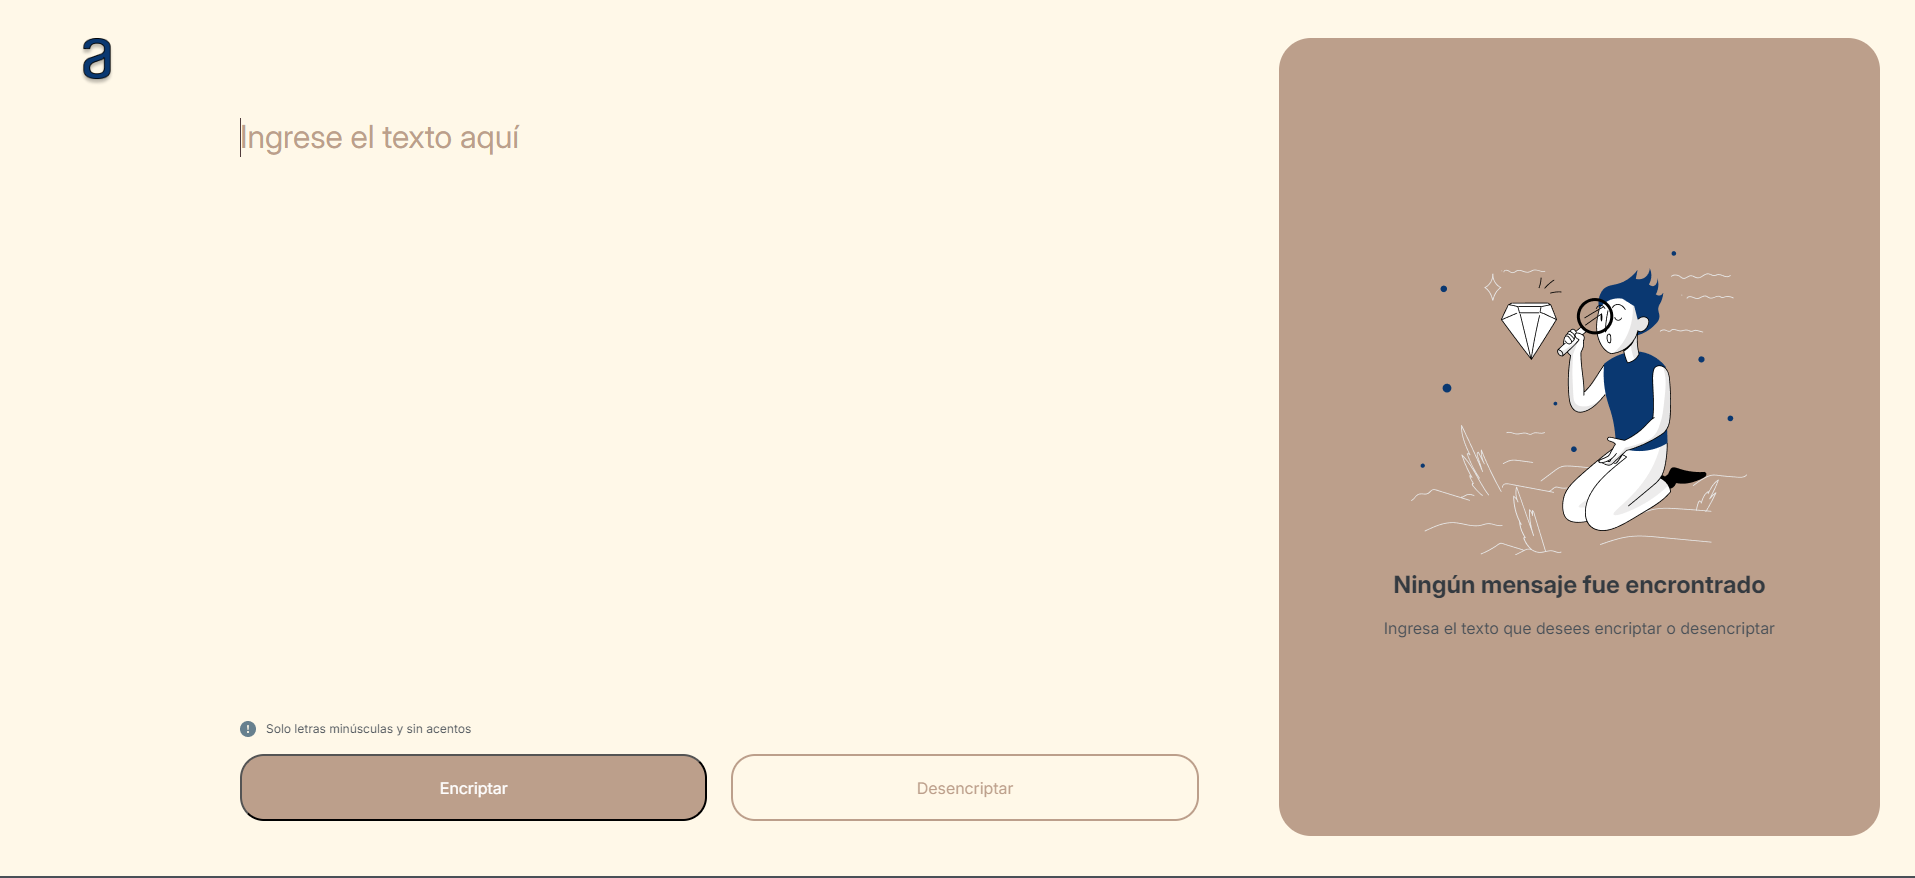 a
Ingrese el texto aquí
Solo letras minúsculas y sin acentos
Encriptar
Desencriptar
Ningún mensaje fue encrontrado
Ingresa el texto que desees encriptar o desencriptar